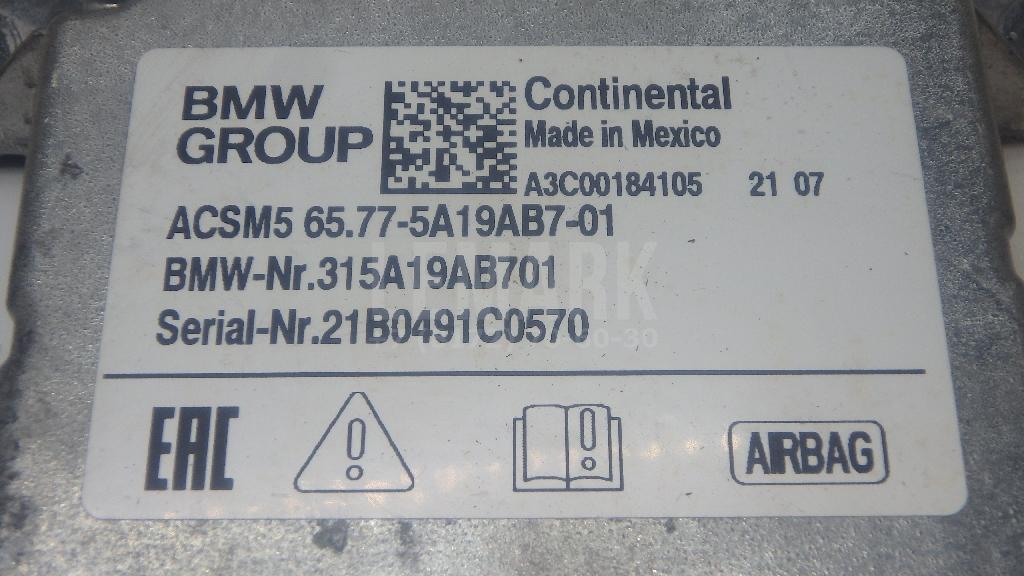 BMW
GROUP
Continental
Made in Mexico
A3C00184105 21 07
ACSM5 65.77-5A19AB7-01
BMW-Nr.315A19AB701
Serial-Nr.21B0491C0570
LEMARK
EAC
AIRBAG